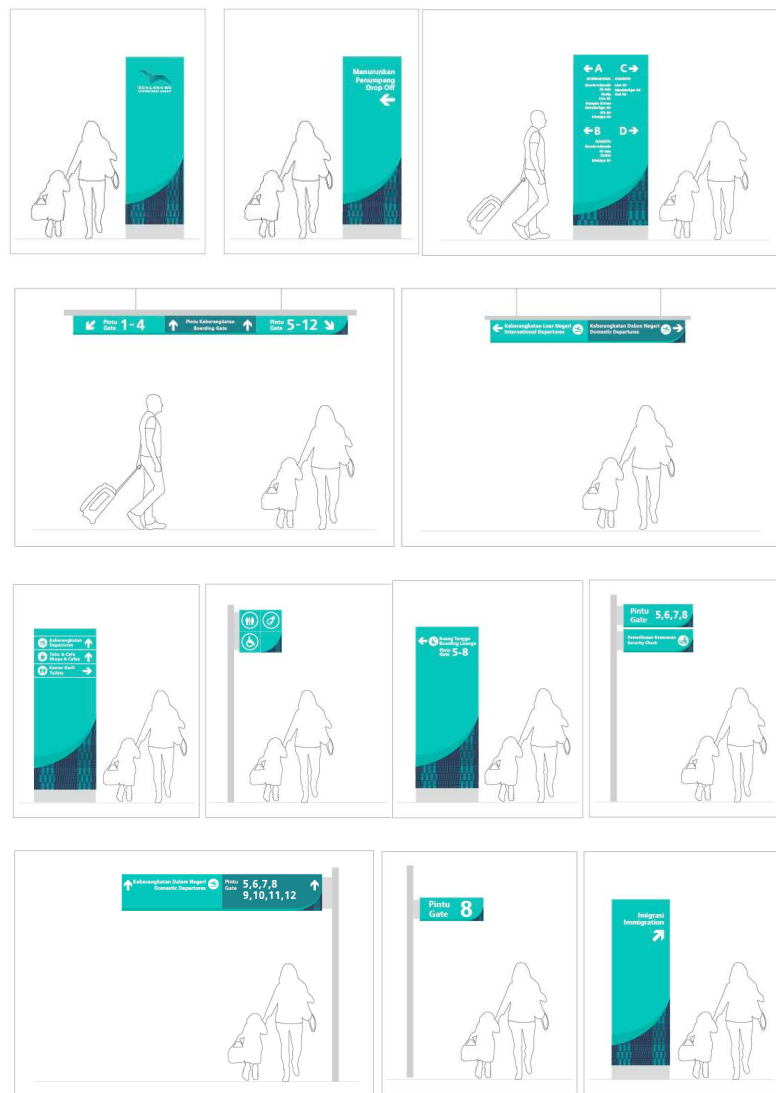 Menurunkan
Penumpang
Drop Off
A C
INTERNASIONAL DOMESTIK
B D
DOMESTIK
Pintu
Gate 1-4
Pintu Keberangkatan
Boarding Gate
Pintu
Gate 5-12
Keberangkatan Luar Negeri
International Departures
Keberangkatan Dalam Negeri
Domestic Departures
Keberangkatan
Departures
Toko & Cafe
Shops & Cafes
Kamar Kecil
Toilets
Ruang Tunggu
Boarding Lounge
Pintu
Gate 5-8
Pintu
Gate 5,6,7,8
Pemeriksaan Keamanan
Security Check
Keberangkatan Dalam Negeri
Domestic Departures
Pintu
Gate 5,6,7,8
9,10,11,12
Pintu
Gate 8
Imigrasi
Immigration